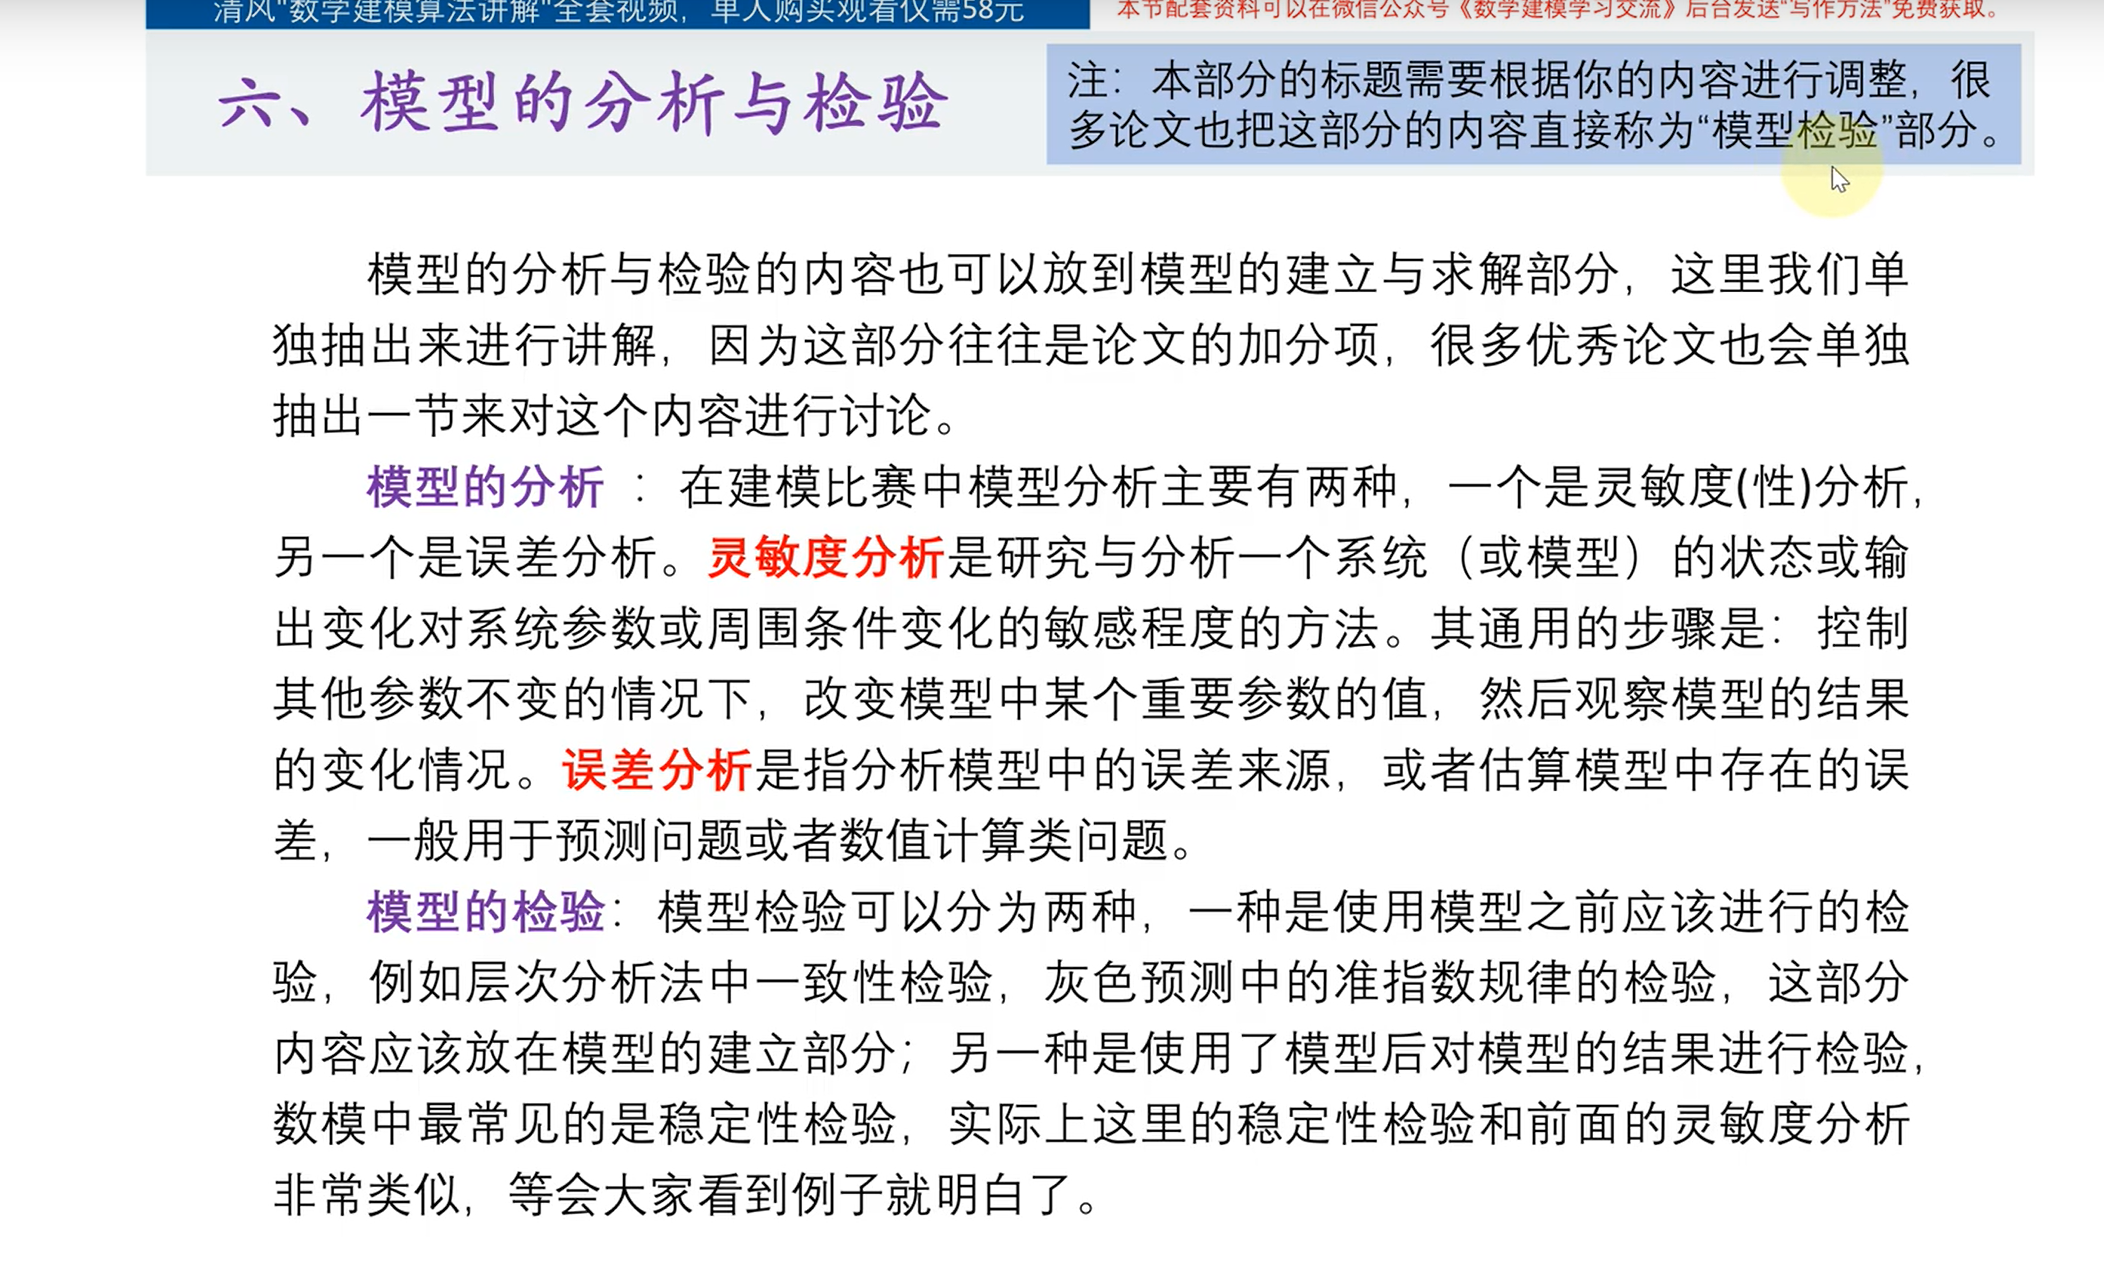 清风"数学建模算法讲解"全套视频，单人购买观看仅需58元
本节配套资料可以在微信公众号《数学建模学习交流》后台发送“写作方法”免费获取。
六、模型的分析与检验
注：本部分的标题需要根据你的内容进行调整，很
多论文也把这部分的内容直接称为“模型检验”部分。
模型的分析与检验的内容也可以放到模型的建立与求解部分，这里我们单
独抽出来进行讲解，因为这部分往往是论文的加分项，很多优秀论文也会单独
抽出一节来对这个内容进行讨论。
模型的分析 ：在建模比赛中模型分析主要有两种，一个是灵敏度(性)分析，
另一个是误差分析。灵敏度分析是研究与分析一个系统（或模型）的状态或输
出变化对系统参数或周围条件变化的敏感程度的方法。其通用的步骤是：控制
其他参数不变的情况下，改变模型中某个重要参数的值，然后观察模型的结果
的变化情况。误差分析是指分析模型中的误差来源，或者估算模型中存在的误
差，一般用于预测问题或者数值计算类问题。
模型的检验：模型检验可以分为两种，一种是使用模型之前应该进行的检
验，例如层次分析法中一致性检验，灰色预测中的准指数规律的检验，这部分
内容应该放在模型的建立部分；另一种是使用了模型后对模型的结果进行检验，
数模中最常见的是稳定性检验，实际上这里的稳定性检验和前面的灵敏度分析
非常类似，等会大家看到例子就明白了。